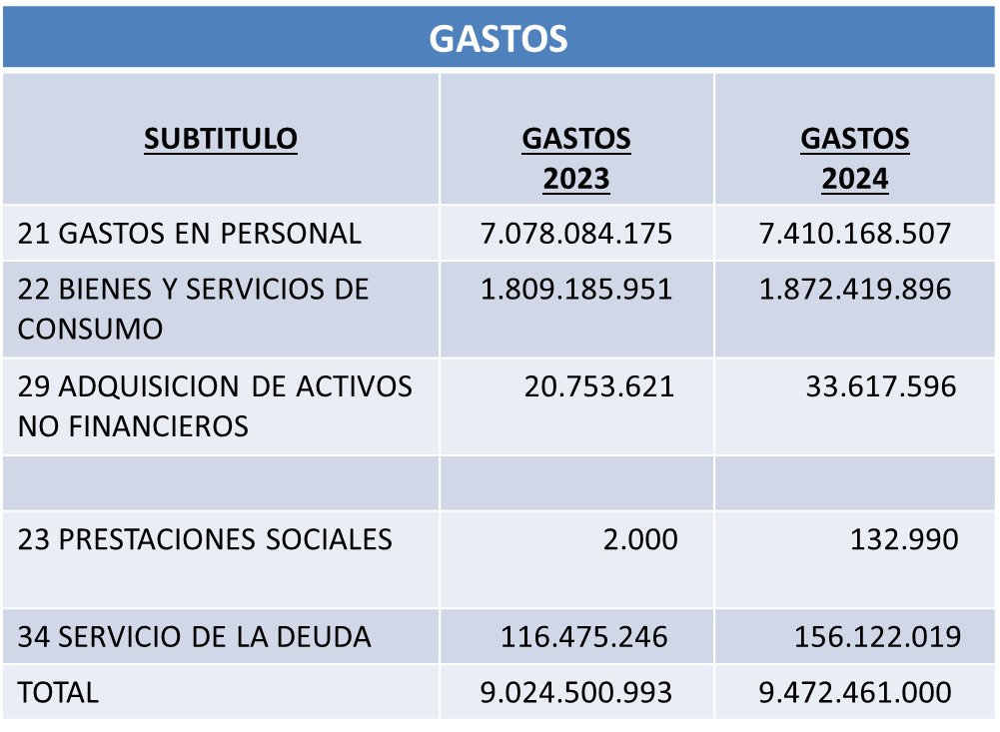 GASTOS
SUBTITULO GASTOS 2023 GASTOS 2024
21 GASTOS EN PERSONAL 7.078.084.175 7.410.168.507
22 BIENES Y SERVICIOS DE CONSUMO 1.809.185.951 1.872.419.896
29 ADQUISICION DE ACTIVOS NO FINANCIEROS 20.753.621 33.617.596
23 PRESTACIONES SOCIALES 2.000 132.990
34 SERVICIO DE LA DEUDA 116.475.246 156.122.019
TOTAL 9.024.500.993 9.472.461.000